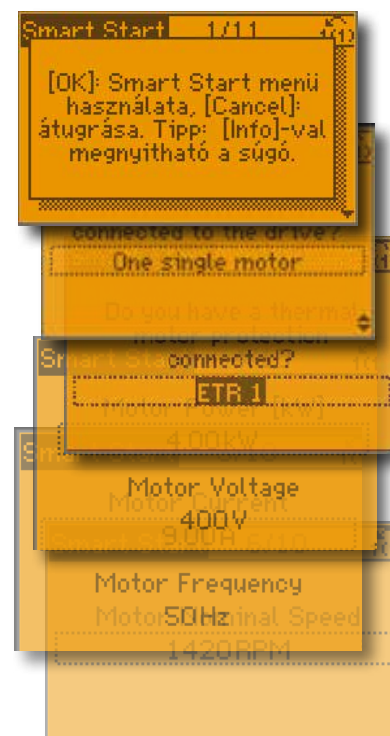 Smart Start 1/11 1(1)
[OK]: Smart Start menü
használata, [Cancel]:
átugrása. Tipp: [Info]-val
megnyitható a súgó.
connected to the drive?
One single motor
Do you have a thermal
motor protection
connected?
ETR 1
Motor Power [kW]
4.00KW
Motor Voltage
Motor Current
400V
9.00A
Motor Frequency
50Hz
Motor Nominal Speed
1420RPM